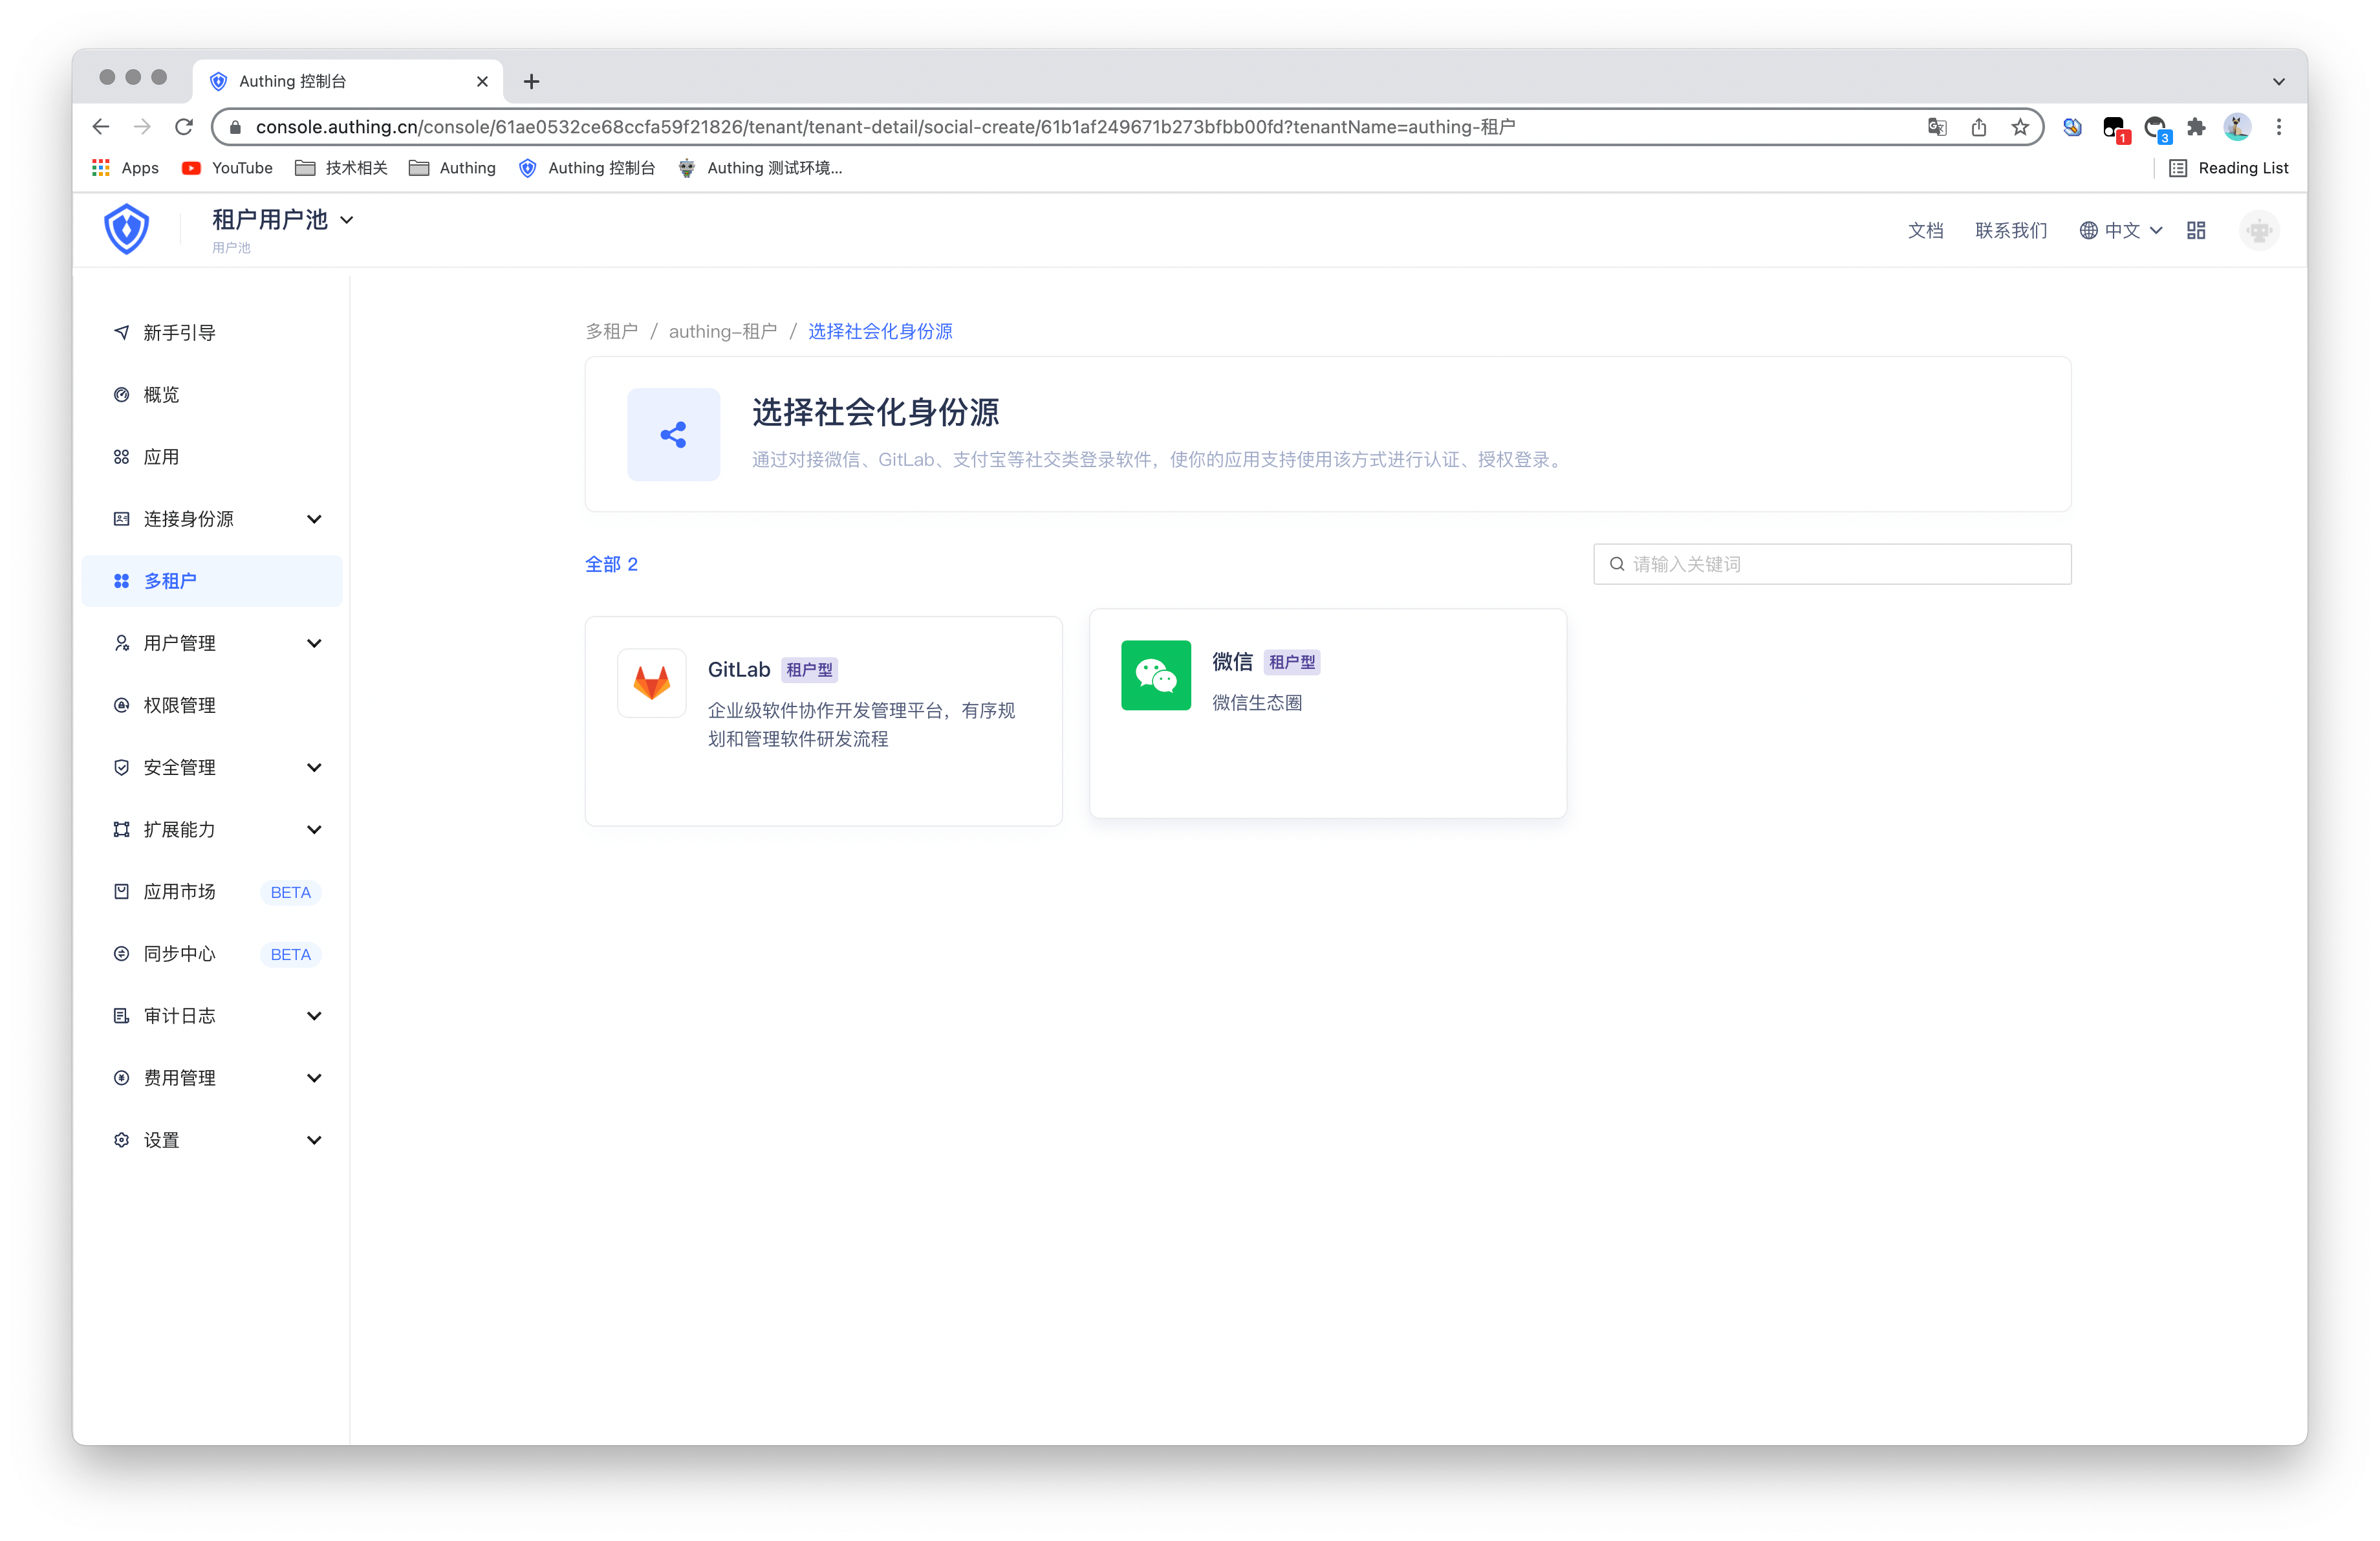 Authing 控制台
console.authing.cn/console/61ae0532ce68ccfa59f21826/tenant/tenant-detail/social-create/61b1af249671b273bfbb00fd?tenantName=authing-租户
1
3
Apps
YouTube
技术相关
Authing
Authing 控制台
Authing 测试环境...
Reading List
租户用户池
用户池
文档
联系我们
中文
新手引导
概览
应用
连接身份源
多租户
用户管理
权限管理
安全管理
扩展能力
应用市场 BETA
同步中心 BETA
审计日志
费用管理
设置
多租户 / authing-租户 / 选择社会化身份源
选择社会化身份源
通过对接微信、GitLab、支付宝等社交类登录软件，使你的应用支持使用该方式进行认证、授权登录。
全部 2
请输入关键词
GitLab 租户型
企业级软件协作开发管理平台，有序规
划和管理软件研发流程
微信 租户型
微信生态圈